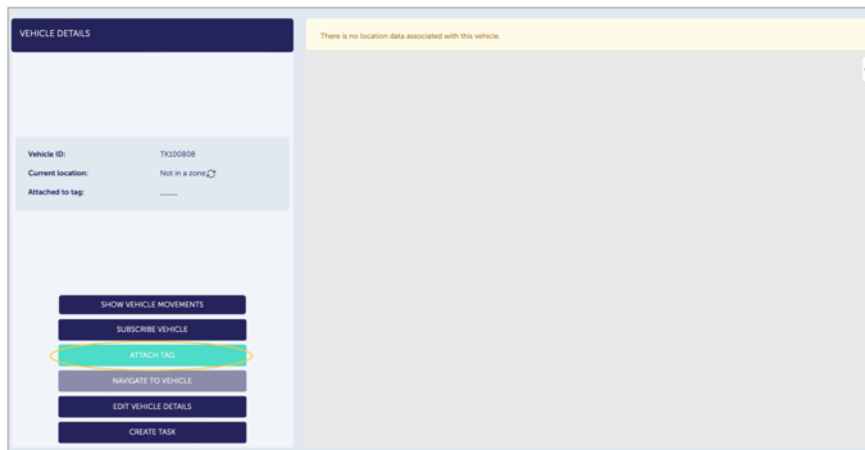 VEHICLE DETAILS
There is no location data associated with this vehicle.
Vehicle ID: TK100808
Current location: Not in a zone
Attached to tag: ____
SHOW VEHICLE MOVEMENTS
SUBSCRIBE VEHICLE
ATTACH TAG
NAVIGATE TO VEHICLE
EDIT VEHICLE DETAILS
CREATE TASK